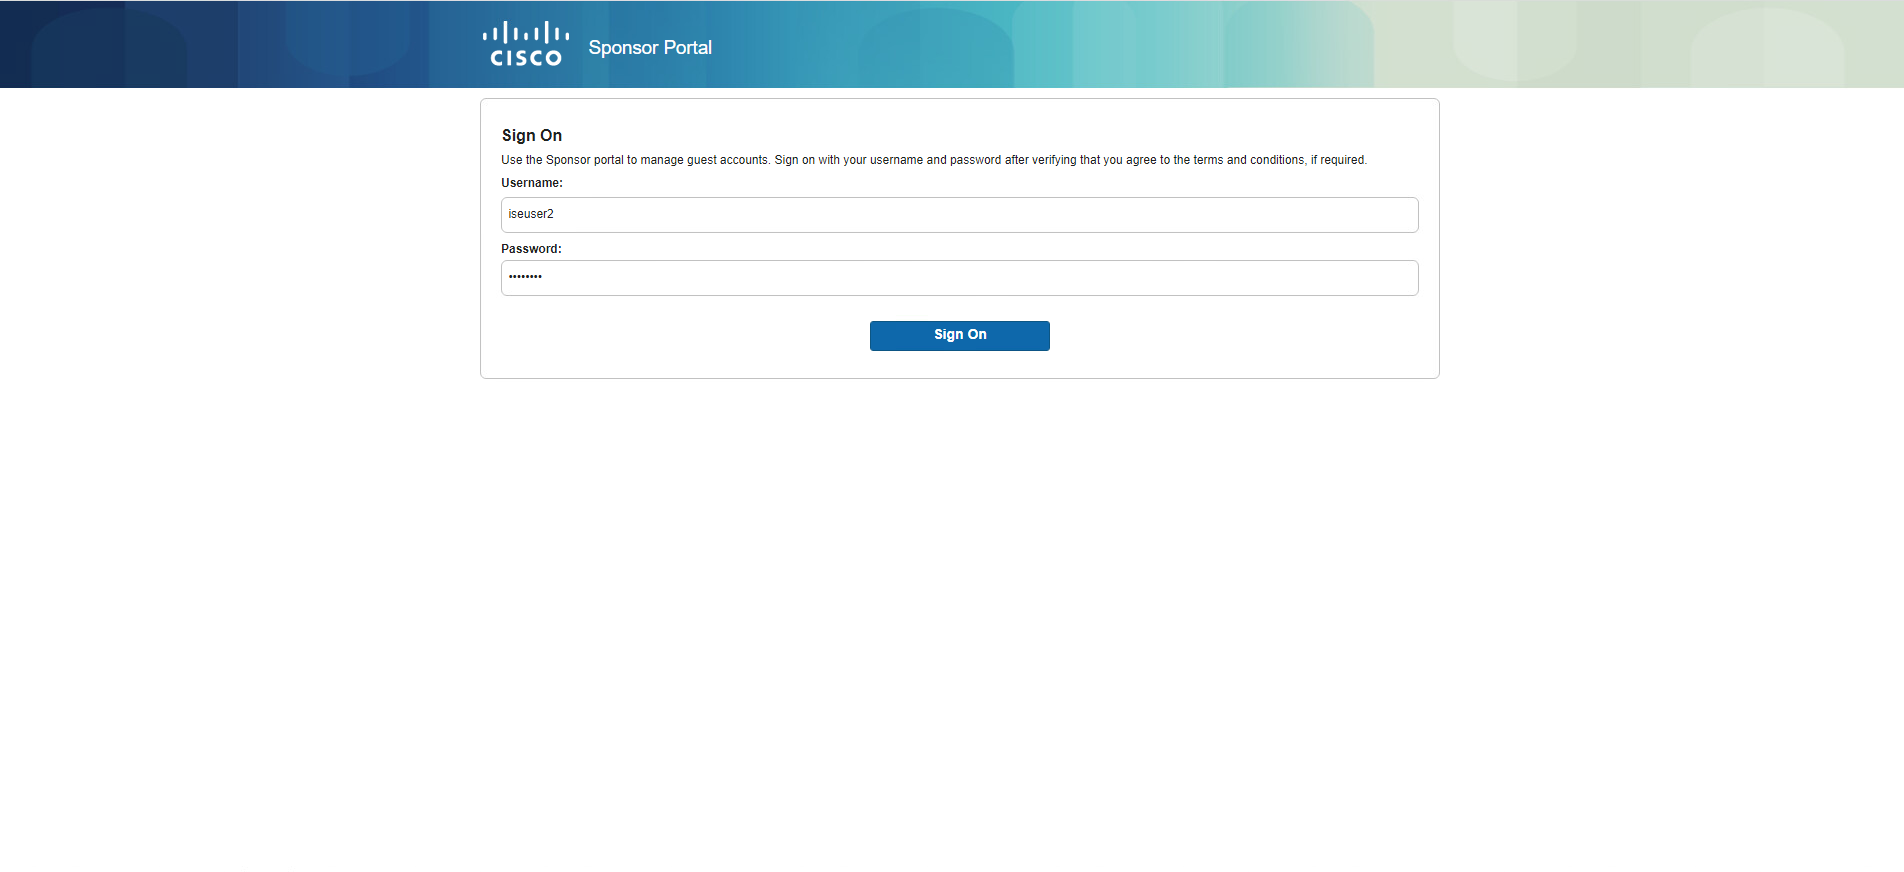 CISCO
Sponsor Portal
Sign On
Use the Sponsor portal to manage guest accounts. Sign on with your username and password after verifying that you agree to the terms and conditions, if required.
Username:
iseuser2
Password:
••••••••
Sign On